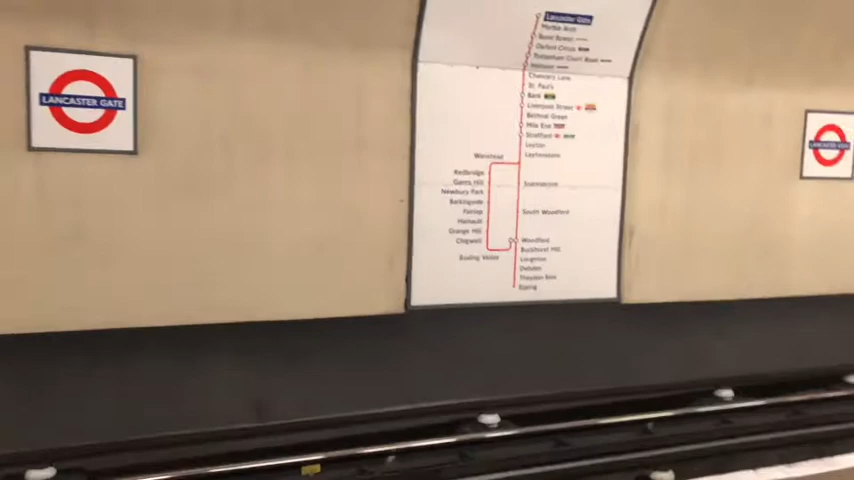 LANCASTER GATE
Lancaster Gate
Marble Arch
Bond Street
Oxford Circus
Tottenham Court Road
Holborn
Chancery Lane
St. Paul's
Bank
Liverpool Street
Bethnal Green
Mile End
Stratford
Leyton
Leytonstone
Wanstead
Redbridge
Gants Hill
Newbury Park
Barkingside
Fairlop
Hainault
Grange Hill
Chigwell
Roding Valley
Snaresbrook
South Woodford
Woodford
Buckhurst Hill
Loughton
Debden
Theydon Bois
Epping
LANCASTER GATE